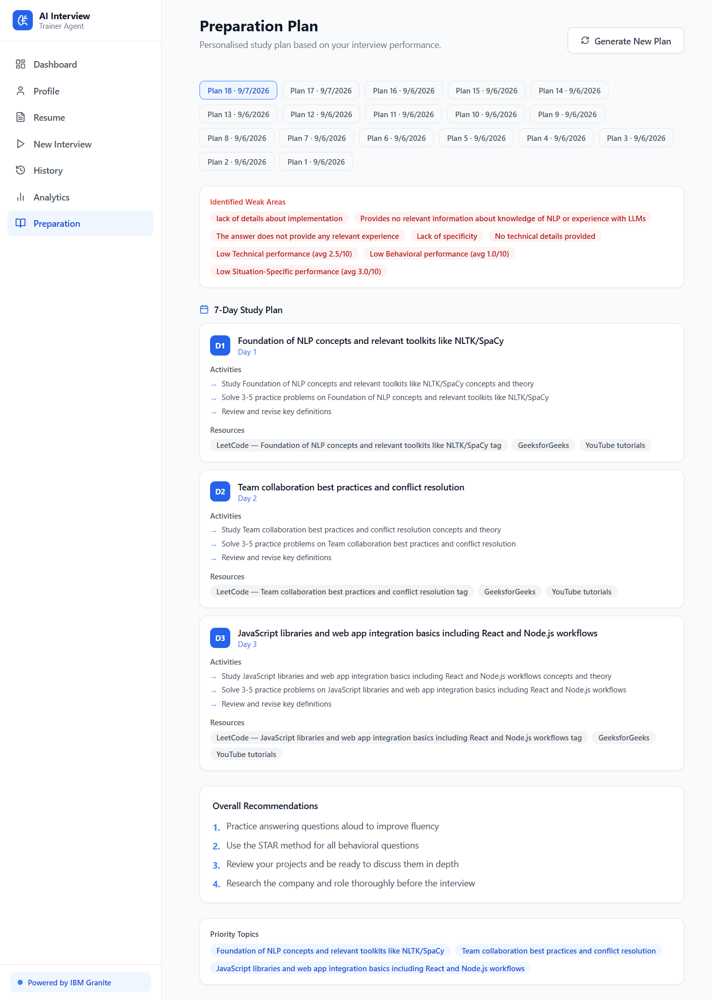 AI Interview
Trainer Agent
Dashboard
Profile
Resume
New Interview
History
Analytics
Preparation
Powered by IBM Granite
Preparation Plan
Personalised study plan based on your interview performance.
Generate New Plan
Plan 18 · 9/7/2026
Plan 17 · 9/7/2026
Plan 16 · 9/6/2026
Plan 15 · 9/6/2026
Plan 14 · 9/6/2026
Plan 13 · 9/6/2026
Plan 12 · 9/6/2026
Plan 11 · 9/6/2026
Plan 10 · 9/6/2026
Plan 9 · 9/6/2026
Plan 8 · 9/6/2026
Plan 7 · 9/6/2026
Plan 6 · 9/6/2026
Plan 5 · 9/6/2026
Plan 4 · 9/6/2026
Plan 3 · 9/6/2026
Plan 2 · 9/6/2026
Plan 1 · 9/6/2026
Identified Weak Areas
lack of details about implementation
Provides no relevant information about knowledge of NLP or experience with LLMs
The answer does not provide any relevant experience
Lack of specificity
No technical details provided
Low Technical performance (avg 2.5/10)
Low Behavioral performance (avg 1.0/10)
Low Situation-Specific performance (avg 3.0/10)
7-Day Study Plan
D1
Foundation of NLP concepts and relevant toolkits like NLTK/SpaCy
Day 1
Activities
→ Study Foundation of NLP concepts and relevant toolkits like NLTK/SpaCy concepts and theory
→ Solve 3-5 practice problems on Foundation of NLP concepts and relevant toolkits like NLTK/SpaCy
→ Review and revise key definitions
Resources
LeetCode — Foundation of NLP concepts and relevant toolkits like NLTK/SpaCy tag
GeeksforGeeks
YouTube tutorials
D2
Team collaboration best practices and conflict resolution
Day 2
Activities
→ Study Team collaboration best practices and conflict resolution concepts and theory
→ Solve 3-5 practice problems on Team collaboration best practices and conflict resolution
→ Review and revise key definitions
Resources
LeetCode — Team collaboration best practices and conflict resolution tag
GeeksforGeeks
YouTube tutorials
D3
JavaScript libraries and web app integration basics including React and Node.js workflows
Day 3
Activities
→ Study JavaScript libraries and web app integration basics including React and Node.js workflows concepts and theory
→ Solve 3-5 practice problems on JavaScript libraries and web app integration basics including React and Node.js workflows
→ Review and revise key definitions
Resources
LeetCode — JavaScript libraries and web app integration basics including React and Node.js workflows tag
GeeksforGeeks
YouTube tutorials
Overall Recommendations
1. Practice answering questions aloud to improve fluency
2. Use the STAR method for all behavioral questions
3. Review your projects and be ready to discuss them in depth
4. Research the company and role thoroughly before the interview
Priority Topics
Foundation of NLP concepts and relevant toolkits like NLTK/SpaCy
Team collaboration best practices and conflict resolution
JavaScript libraries and web app integration basics including React and Node.js workflows